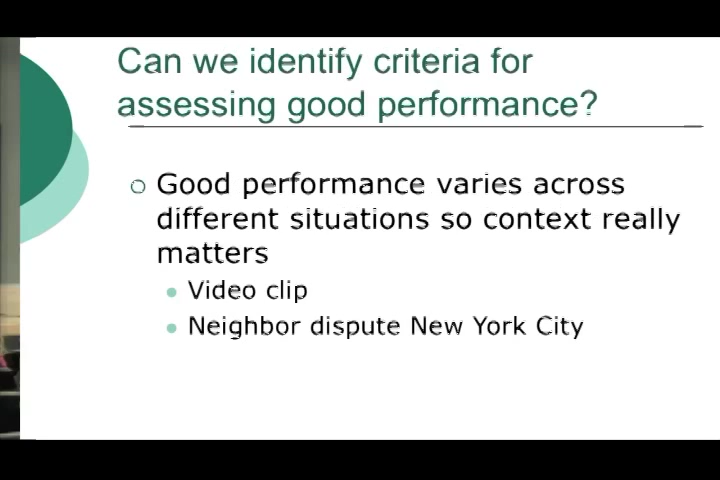 Can we identify criteria for
assessing good performance?
Good performance varies across
different situations so context really
matters
Video clip
Neighbor dispute New York City